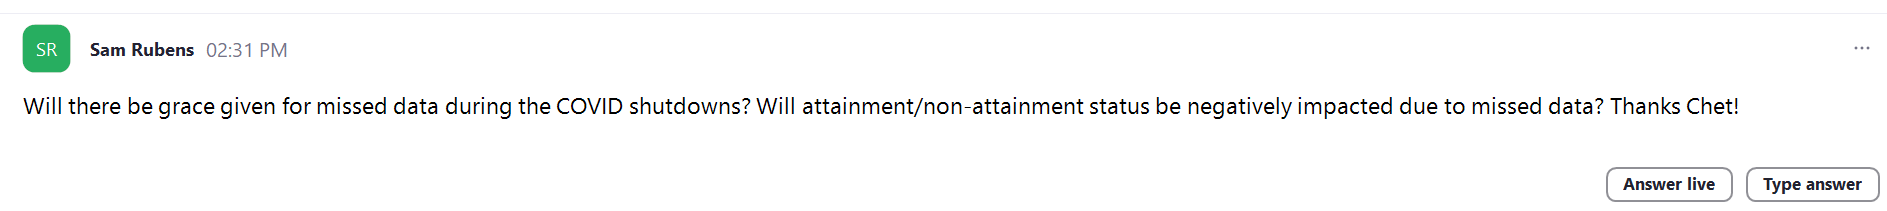 SR Sam Rubens 02:31 PM ...
Will there be grace given for missed data during the COVID shutdowns? Will attainment/non-attainment status be negatively impacted due to missed data? Thanks Chet!
Answer live Type answer